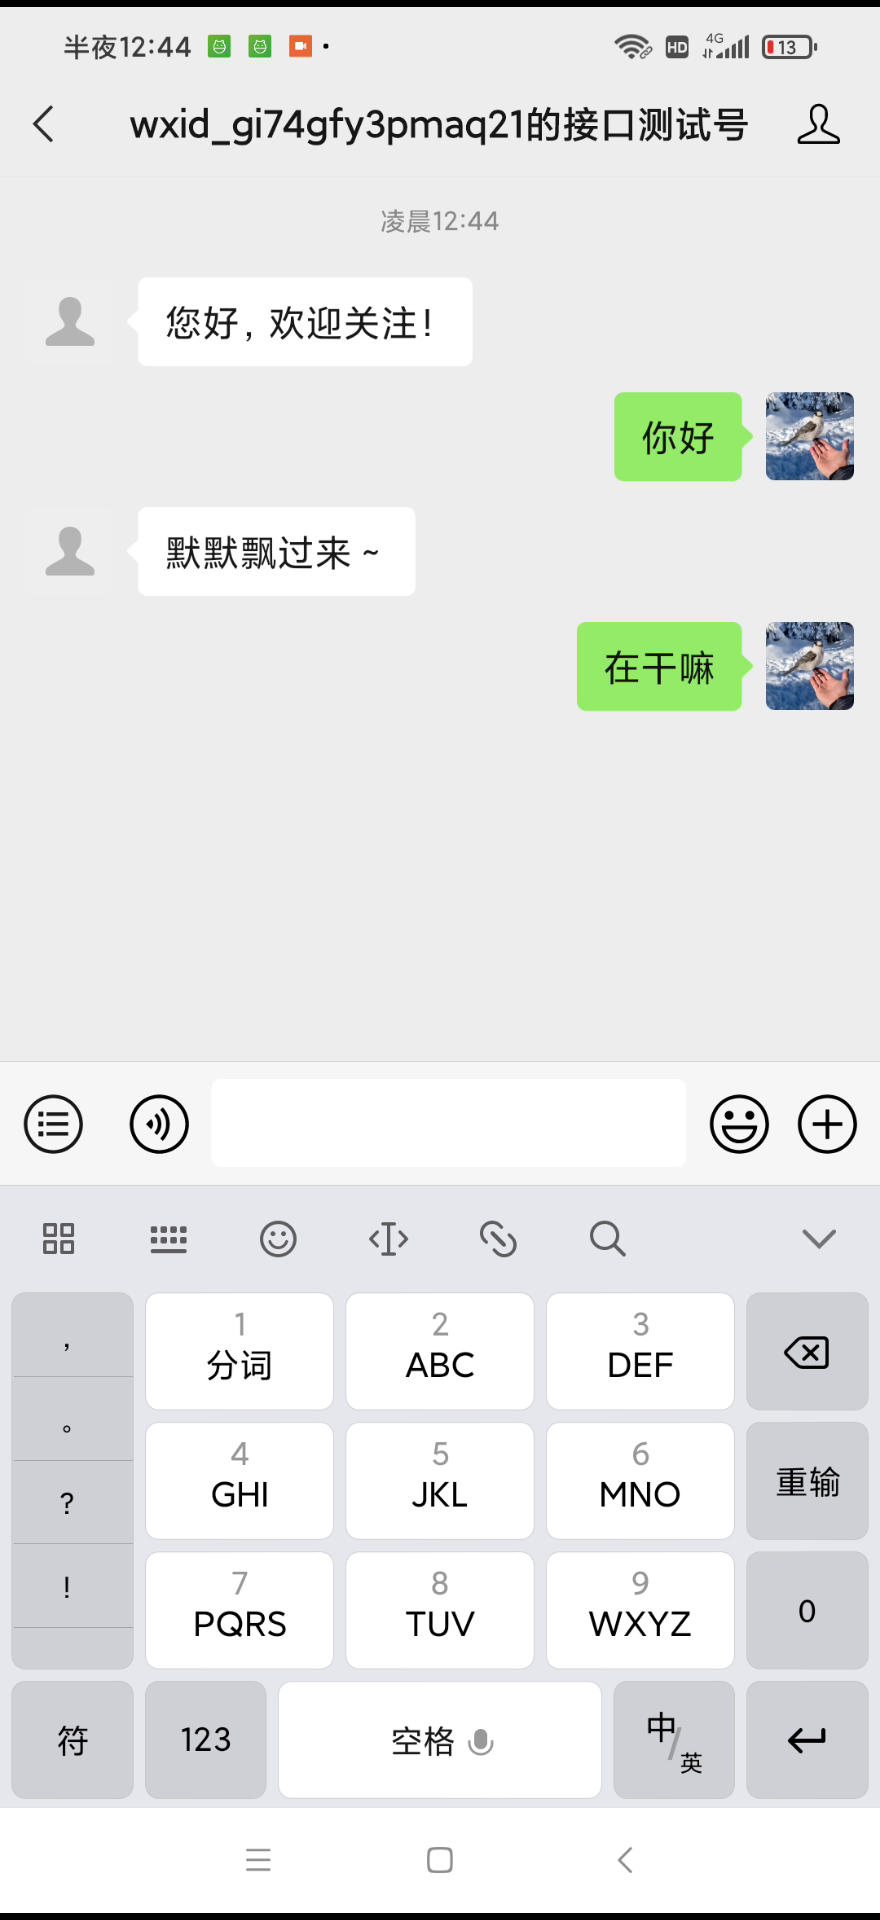 半夜12:44
HD 4G 13
wxid_gi74gfy3pmaq21的接口测试号
凌晨12:44
您好，欢迎关注！
你好
默默飘过来 ~
在干嘛
，
。
?
!
1
分词
2
ABC
3
DEF
4
GHI
5
JKL
6
MNO
重输
7
PQRS
8
TUV
9
WXYZ
0
符
123
空格
中/英